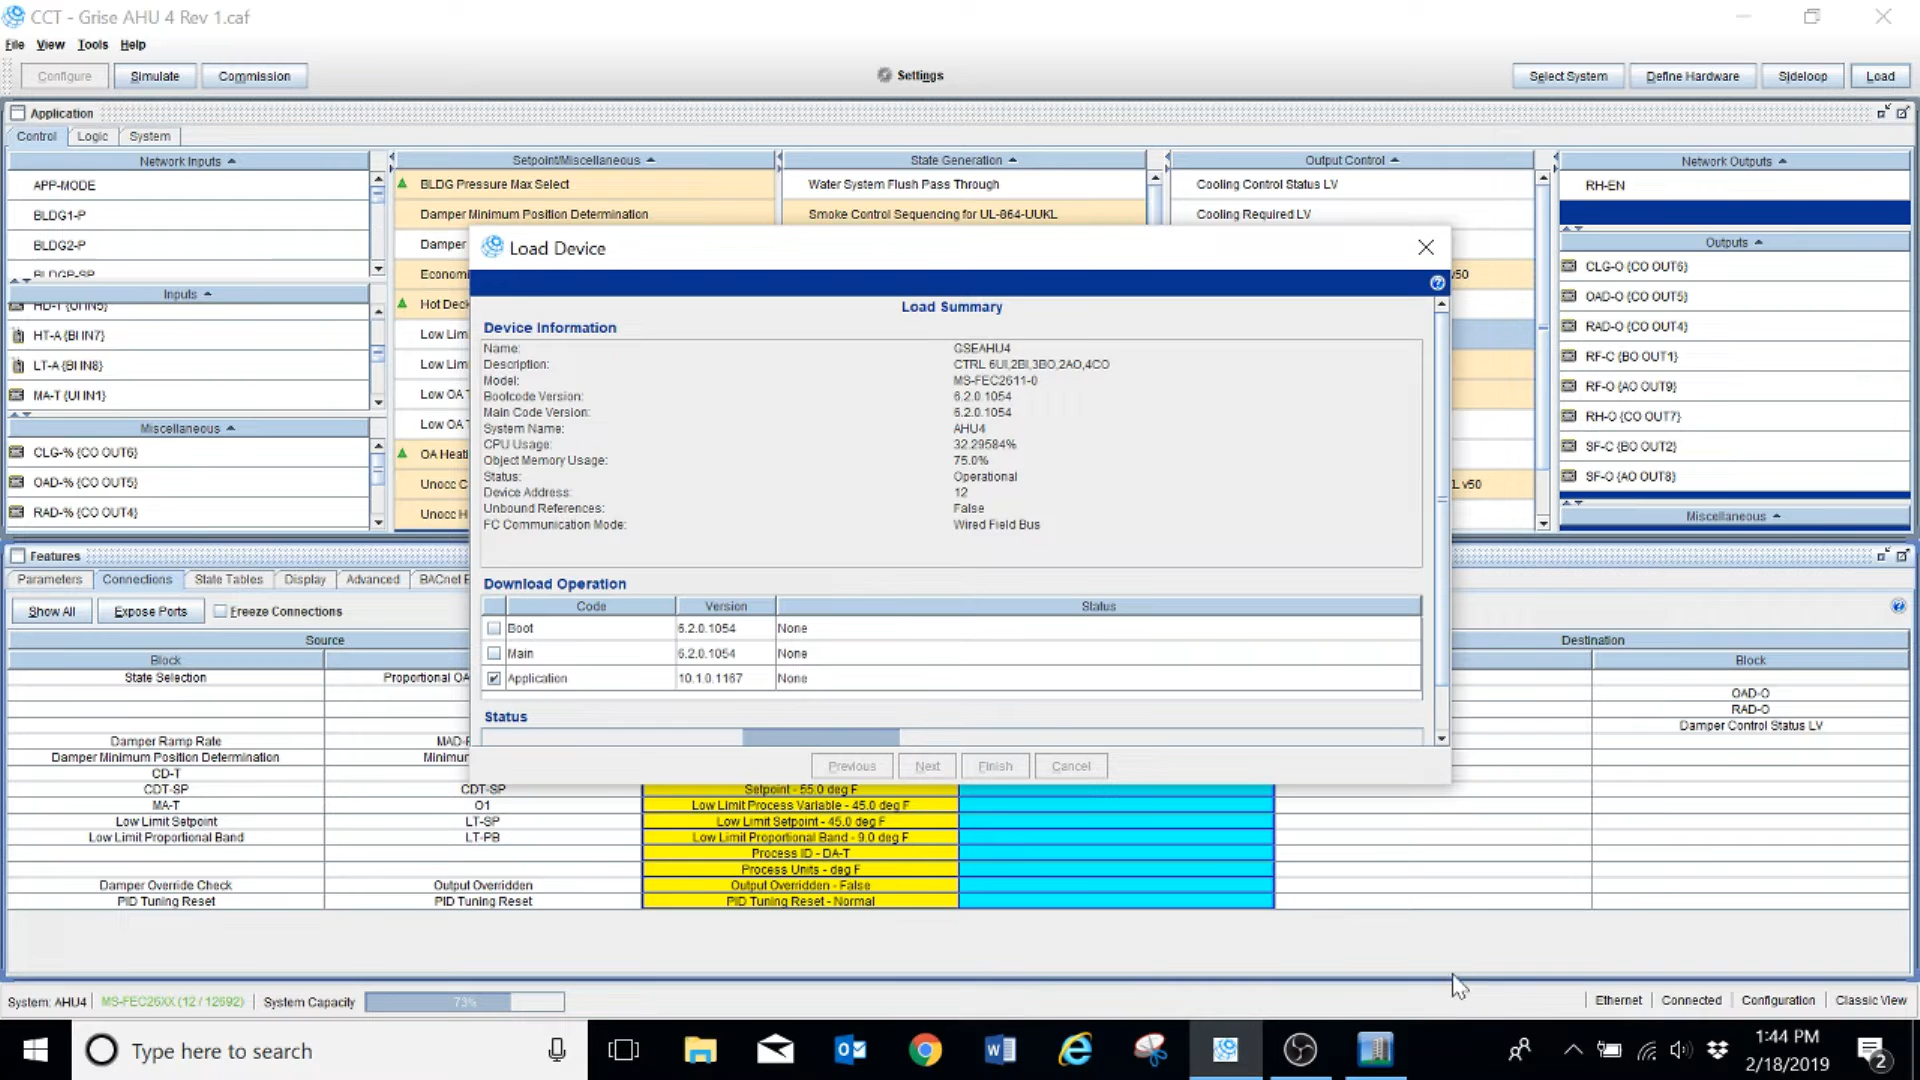 CCT - Grise AHU 4 Rev 1.caf
File View Tools Help
Configure Simulate Commission Settings Select System Define Hardware Sideloop Load
Application
Control Logic System
Network Inputs Setpoint/Miscellaneous State Generation Output Control Network Outputs
APP-MODE BLDG Pressure Max Select Water System Flush Pass Through Cooling Control Status LV RH-EN
BLDG1-P Damper Minimum Position Determination Smoke Control Sequencing for UL-864-UUKL Cooling Required LV
BLDG2-P Damper
BLDGP-SP Econom v50
Inputs Outputs
HD-T {UI IN5} Hot Deck CLG-O {CO OUT6}
HT-A {BI IN7} Low Lim OAD-O {CO OUT5}
LT-A {BI IN8} Low Lim RAD-O {CO OUT4}
MA-T {UI IN1} Low OA T RF-C {BO OUT1}
Miscellaneous Low OA T RF-O {AO OUT9}
CLG-% {CO OUT6} OA Heati RH-O {CO OUT7}
OAD-% {CO OUT5} Unocc C L v50 SF-C {BO OUT2}
RAD-% {CO OUT4} Unocc H SF-O {AO OUT8}
Miscellaneous
Load Device
Load Summary
Device Information
Name: GSEAHU4
Description: CTRL 6UI,2BI,3BO,2AO,4CO
Model: MS-FEC2611-0
Bootcode Version: 6.2.0.1054
Main Code Version: 6.2.0.1054
System Name: AHU4
CPU Usage: 32.29584%
Object Memory Usage: 75.0%
Status: Operational
Device Address: 12
Unbound References: False
FC Communication Mode: Wired Field Bus
Download Operation
Code Version Status
Boot 6.2.0.1054 None
Main 6.2.0.1054 None
Application 10.1.0.1167 None
Status
Previous Next Finish Cancel
Features
Parameters Connections State Tables Display Advanced BACnet E
Show All Expose Ports Freeze Connections
Source Destination
Block Block
State Selection Proportional OA
OAD-O
RAD-O
Damper Control Status LV
Damper Ramp Rate MAD-R
Damper Minimum Position Determination Minimum
CD-T
CDT-SP CDT-SP Setpoint - 55.0 deg F
MA-T O1 Low Limit Process Variable - 45.0 deg F
Low Limit Setpoint LT-SP Low Limit Setpoint - 45.0 deg F
Low Limit Proportional Band LT-PB Low Limit Proportional Band - 9.0 deg F
Process ID - DA-T
Process Units - deg F
Damper Override Check Output Overridden Output Overridden - False
PID Tuning Reset PID Tuning Reset PID Tuning Reset - Normal
System: AHU4 MS-FEC26XX (12 / 12692) System Capacity 73% Ethernet Connected Configuration Classic View
Type here to search
1:44 PM
2/18/2019
2